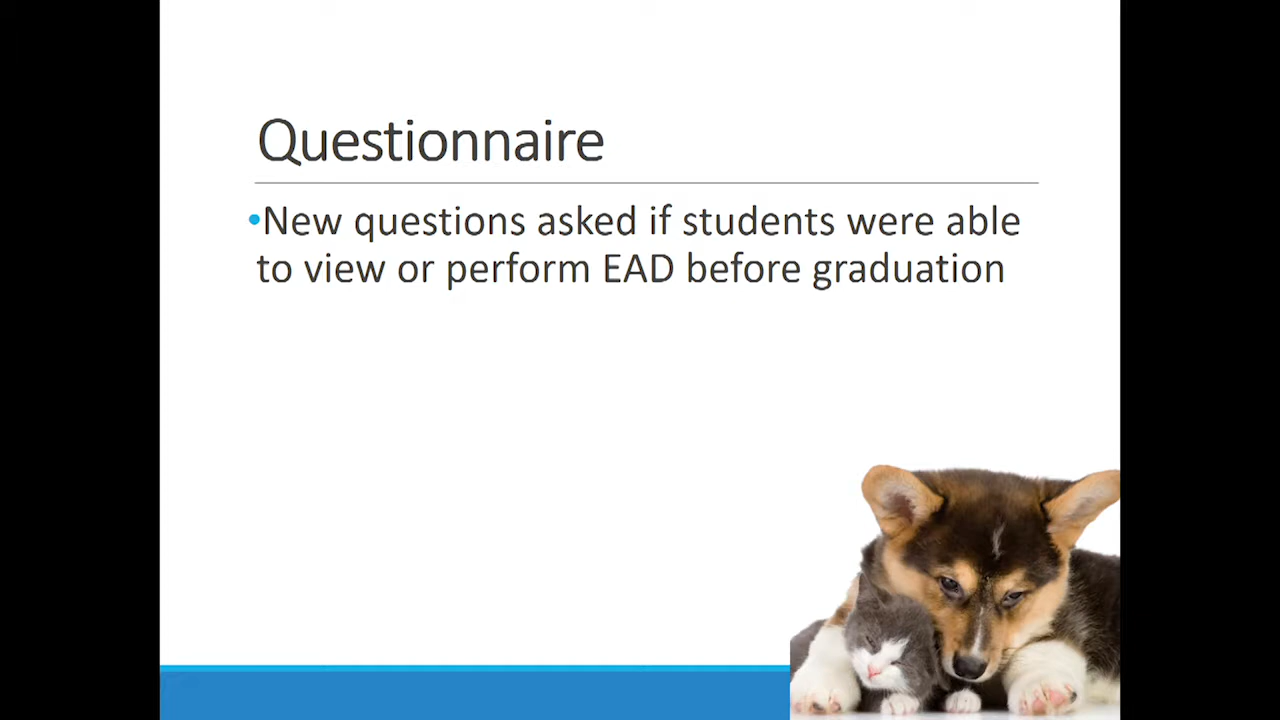 Questionnaire
•New questions asked if students were able
to view or perform EAD before graduation